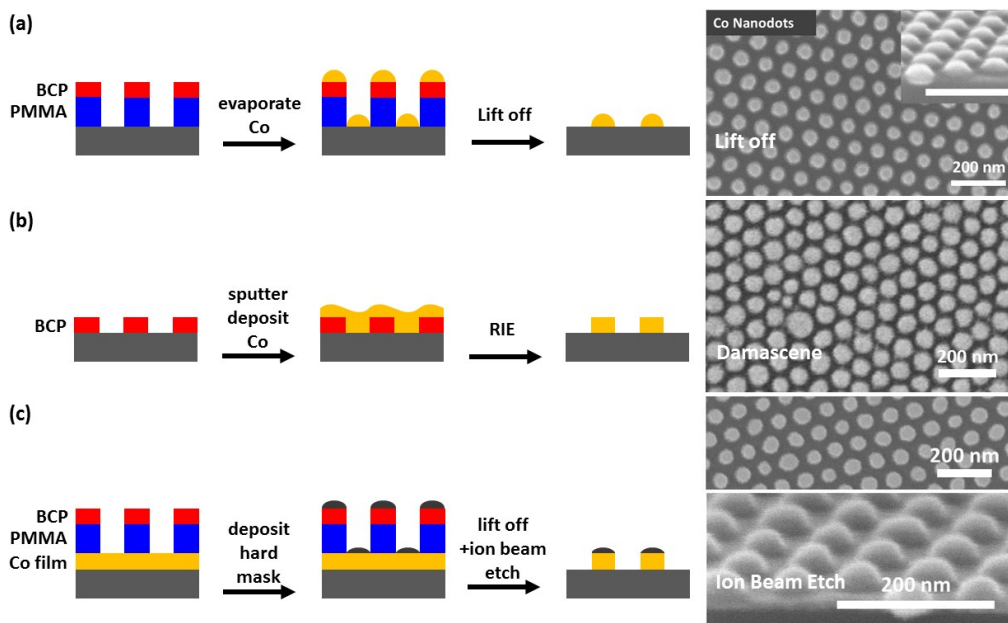 (a)
BCP
PMMA
evaporate
Co
Lift off
Co Nanodots
Lift off
200 nm
(b)
BCP
sputter
deposit
Co
RIE
Damascene
200 nm
(c)
BCP
PMMA
Co film
deposit
hard
mask
lift off
+ion beam
etch
200 nm
Ion Beam Etch
200 nm